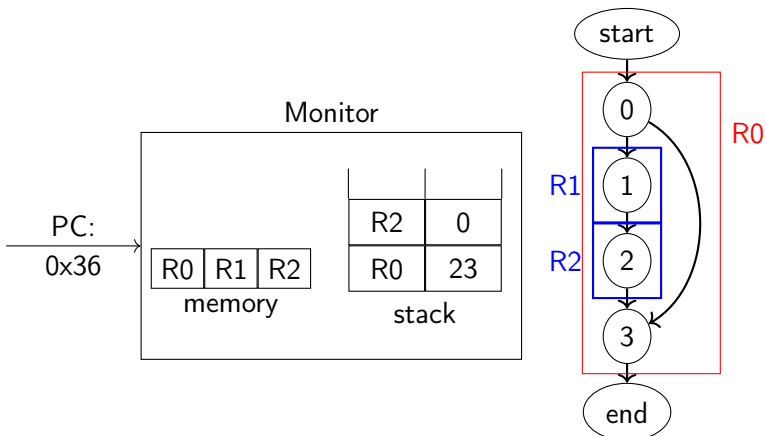 Monitor
PC:
0x36
R0 R1 R2
memory
R2 0
R0 23
stack
start
0
R0
R1
1
R2
2
3
end